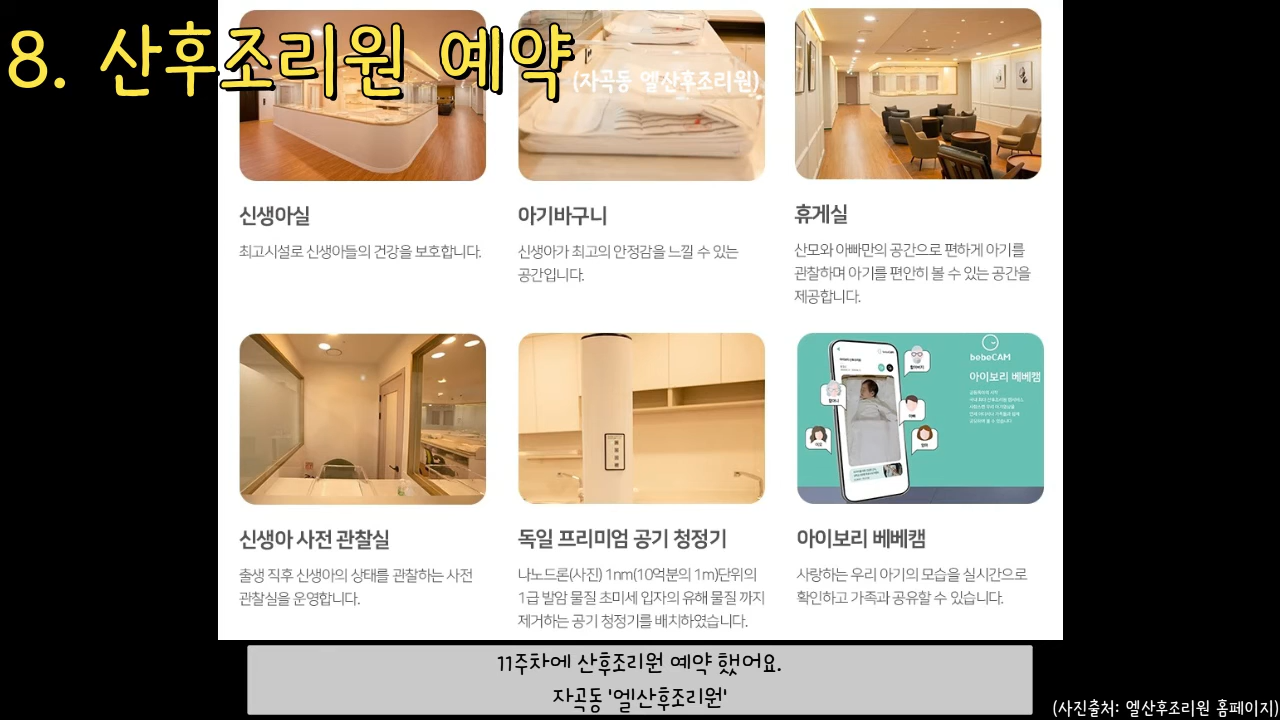 8. 산후조리원 예약
(자곡동 엘산후조리원)
신생아실
최고시설로 신생아들의 건강을 보호합니다.
아기바구니
신생아가 최고의 안정감을 느낄 수 있는
공간입니다.
휴게실
산모와 아빠만의 공간으로 편하게 아기를
관찰하며 아기를 편안히 볼 수 있는 공간을
제공합니다.
bebeCAM
아이보리 베베캠
신생아 사전 관찰실
출생 직후 신생아의 상태를 관찰하는 사전
관찰실을 운영합니다.
독일 프리미엄 공기 청정기
나노드론(사진) 1nm(10억분의 1m)단위의
1급 발암 물질 초미세 입자의 유해 물질 까지
제거하는 공기 청정기를 배치하였습니다.
아이보리 베베캠
사랑하는 우리 아기의 모습을 실시간으로
확인하고 가족과 공유할 수 있습니다.
11주차에 산후조리원 예약 했어요.
자곡동 '엘산후조리원'
(사진출처: 엘산후조리원 홈페이지)